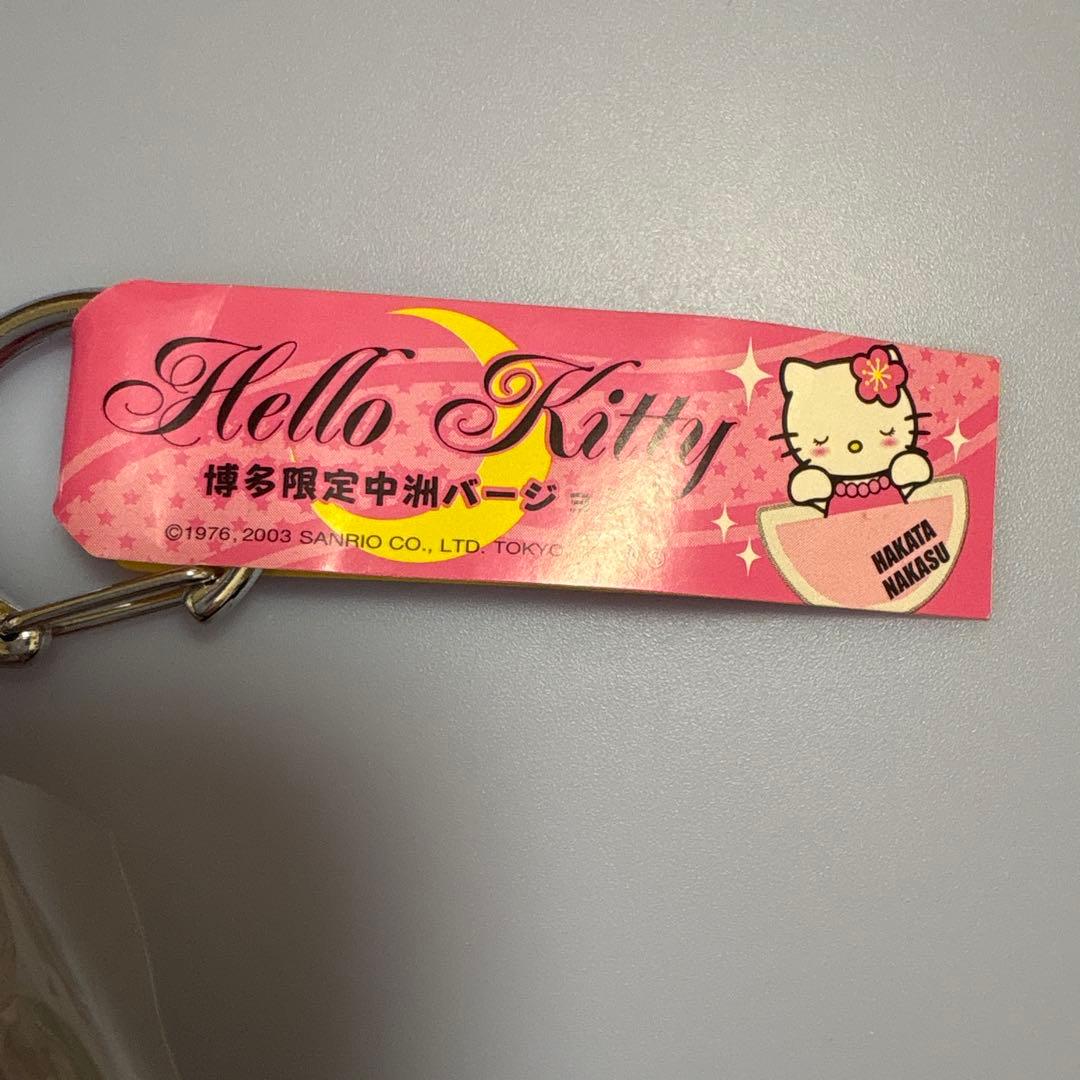 Hello Kitty
博多限定中洲バージョ
©1976, 2003 SANRIO CO., LTD. TOKYO
HAKATA
NAKASU